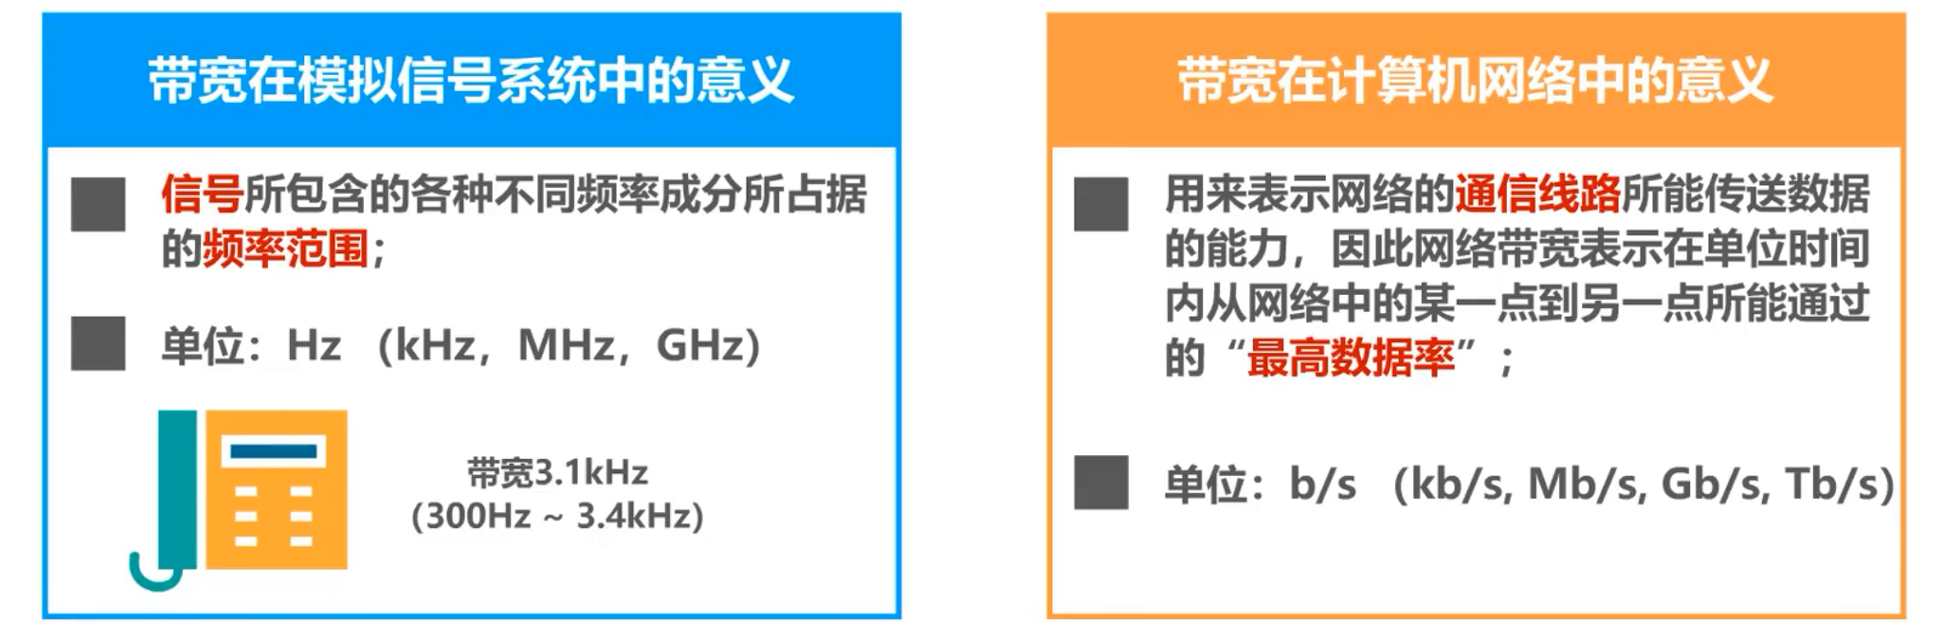 带宽在模拟信号系统中的意义
信号所包含的各种不同频率成分所占据
的频率范围；
单位：Hz （kHz，MHz，GHz）
带宽3.1kHz
(300Hz ~ 3.4kHz)
带宽在计算机网络中的意义
用来表示网络的通信线路所能传送数据
的能力，因此网络带宽表示在单位时间
内从网络中的某一点到另一点所能通过
的“最高数据率”；
单位：b/s （kb/s, Mb/s, Gb/s, Tb/s)